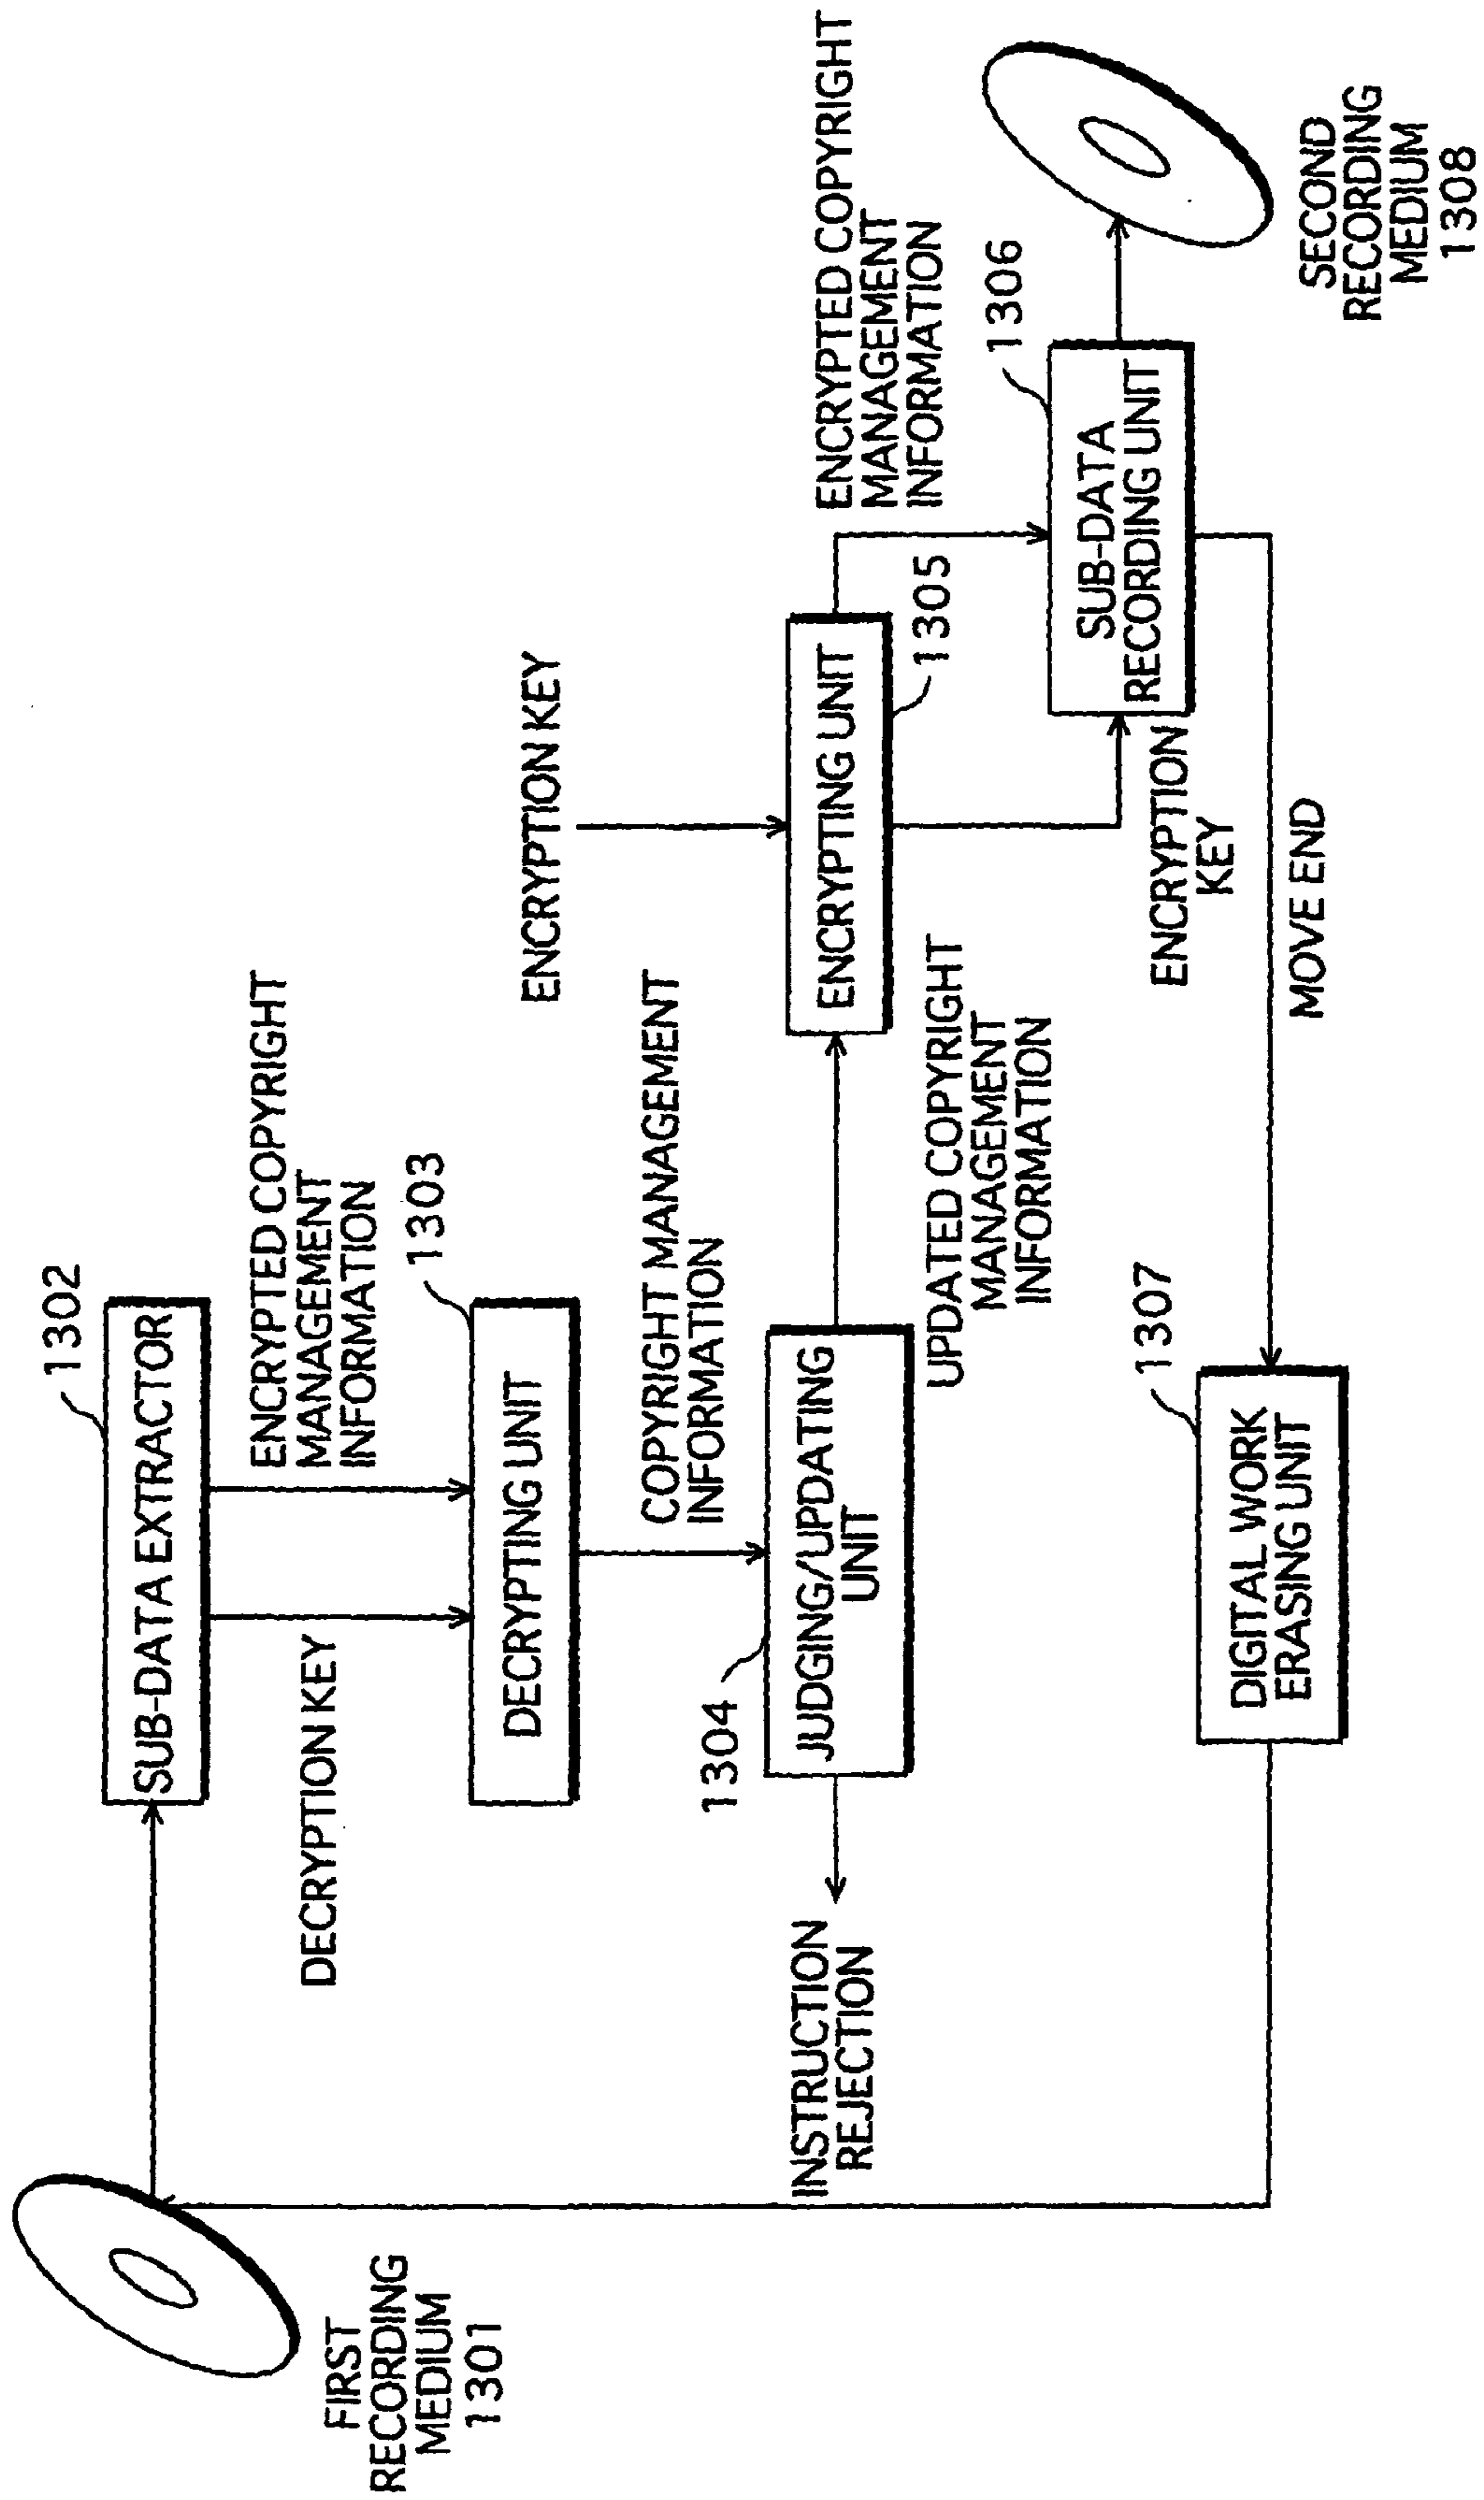 1302
SUB-DATA EXTRACTOR
ENCRYPTED COPYRIGHT
MANAGEMENT
INFORMATION
DECRYPTION KEY
FIRST
RECORDING
MEDIUM
1301
1303
DECRYPTING UNIT
COPYRIGHT MANAGEMENT
INFORMATION
ENCRYPTION KEY
1304
JUDGING/UPDATING
UNIT
INSTRUCTION
REJECTION
ENCRYPTING UNIT
1305
UPDATED COPYRIGHT
MANAGEMENT
INFORMATION
ENCRYPTED COPYRIGHT
MANAGEMENT
INFORMATION
1306
SUB-DATA
RECORDING UNIT
ENCRYPTION
KEY
1307
DIGITAL WORK
ERASING UNIT
MOVE END
SECOND
RECORDING
MEDIUM
1308